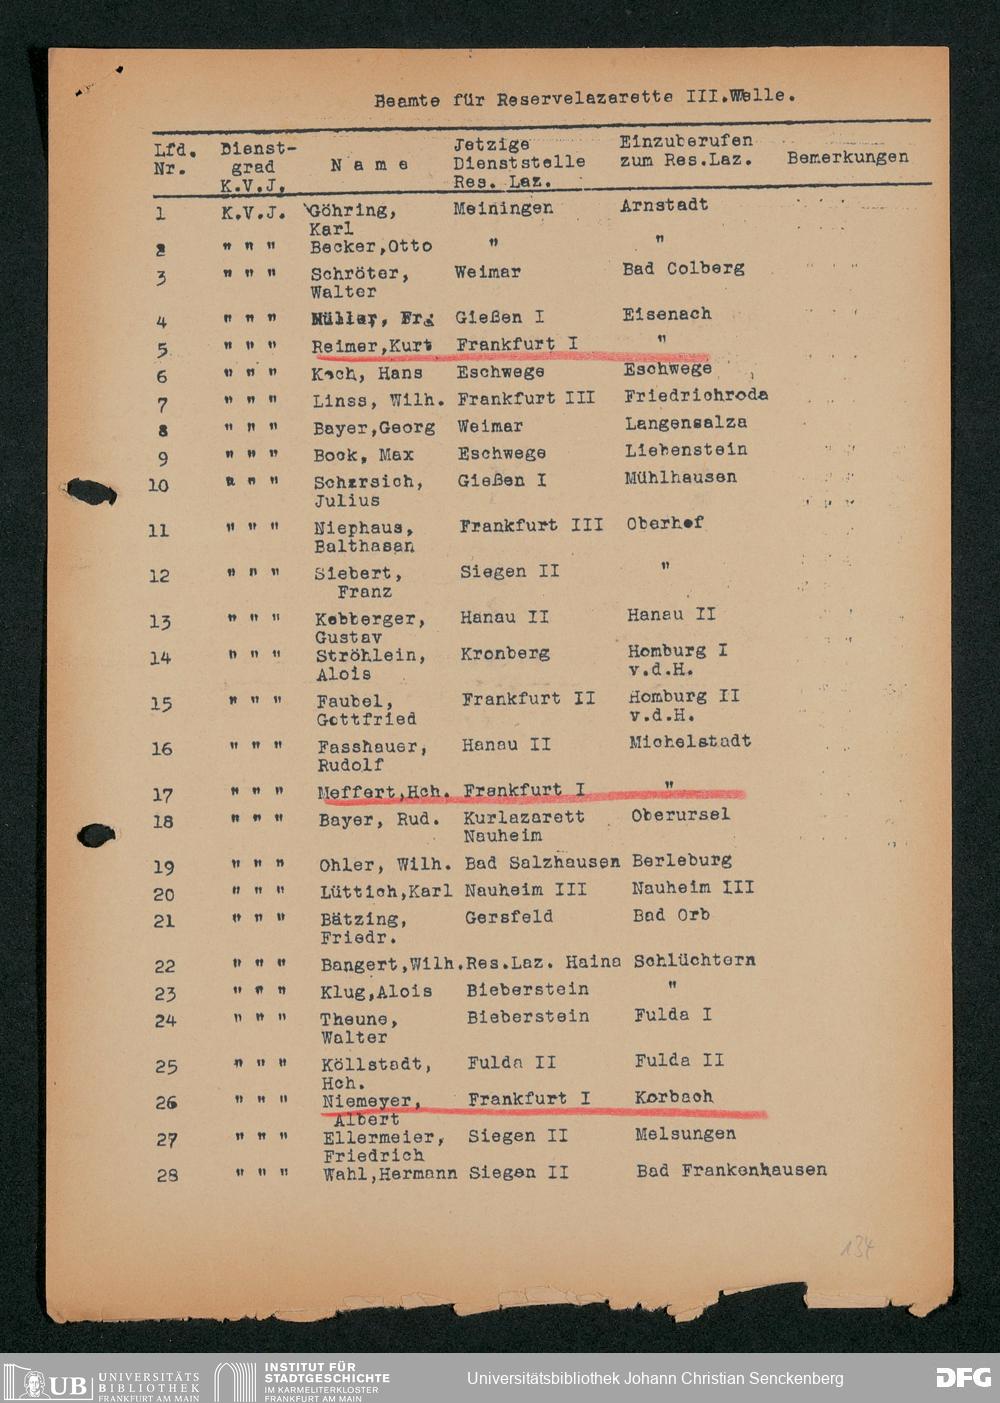 Beamte für Reservelazarette III.Welle.
Lfd. Nr. Dienst-grad K.V.J. Name Jetzige Dienststelle Res. Laz. Einzuberufen zum Res.Laz. Bemerkungen
1 K.V.J. Göhring, Meiningen Arnstadt
Karl
2 " " " Becker,Otto " "
3 " " " Schröter, Weimar Bad Colberg
Walter
4 " " " Müller, Fr. Gießen I Eisenach
5 " " " Reimer,Kurt Frankfurt I "
6 " " " Koch, Hans Eschwege Eschwege
7 " " " Linss, Wilh. Frankfurt III Friedrichroda
8 " " " Bayer,Georg Weimar Langensalza
9 " " " Bock, Max Eschwege Liebenstein
10 " " " Scharsich, Gießen I Mühlhausen
Julius
11 " " " Niephaus, Frankfurt III Oberhof
Balthasan
12 " " " Siebert, Siegen II "
Franz
13 " " " Kebberger, Hanau II Hanau II
Gustav
14 " " " Ströhlein, Kronberg Homburg I
Alois v.d.H.
15 " " " Faubel, Frankfurt II Homburg II
Gottfried v.d.H.
16 " " " Fasshauer, Hanau II Michelstadt
Rudolf
17 " " " Meffert,Hch. Frankfurt I "
18 " " " Bayer, Rud. Kurlazarett Oberursel
Nauheim
19 " " " Ohler, Wilh. Bad Salzhausen Berleburg
20 " " " Lüttich,Karl Nauheim III Nauheim III
21 " " " Bätzing, Gersfeld Bad Orb
Friedr.
22 " " " Bangert,Wilh.Res.Laz. Haina Schlüchtern
23 " " " Klug,Alois Bieberstein "
24 " " " Theune, Bieberstein Fulda I
Walter
25 " " " Köllstadt, Fulda II Fulda II
Hch.
26 " " " Niemeyer, Frankfurt I Korbach
Albert
27 " " " Ellermeier, Siegen II Melsungen
Friedrich
28 " " " Wahl,Hermann Siegen II Bad Frankenhausen
134
UB UNIVERSITÄTS BIBLIOTHEK FRANKFURT AM MAIN
INSTITUT FÜR STADTGESCHICHTE IM KARMELITERKLOSTER FRANKFURT AM MAIN
Universitätsbibliothek Johann Christian Senckenberg
DFG